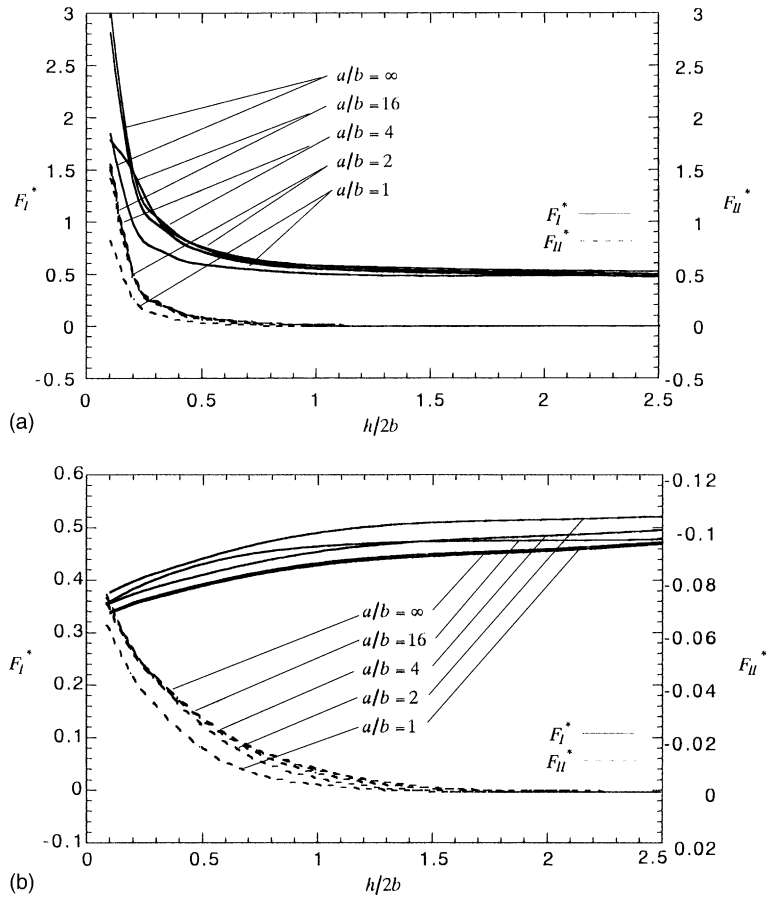 3 3
2.5 2.5
a/b = ∞
2 a/b = 16 2
a/b = 4
1.5 a/b = 2 1.5
F_I* a/b = 1 F_II*
1 F_I* 1
F_II*
0.5 0.5
0 0
-0.5 -0.5
0 0.5 1 1.5 2 2.5
(a) h/2b
0.6 -0.12
0.5 -0.1
0.4 -0.08
a/b = ∞
0.3 a/b = 16 -0.06
F_I* a/b = 4 F_II*
0.2 a/b = 2 -0.04
a/b = 1
0.1 F_I* -0.02
F_II*
0 0
-0.1 0.02
0 0.5 1 1.5 2 2.5
(b) h/2b